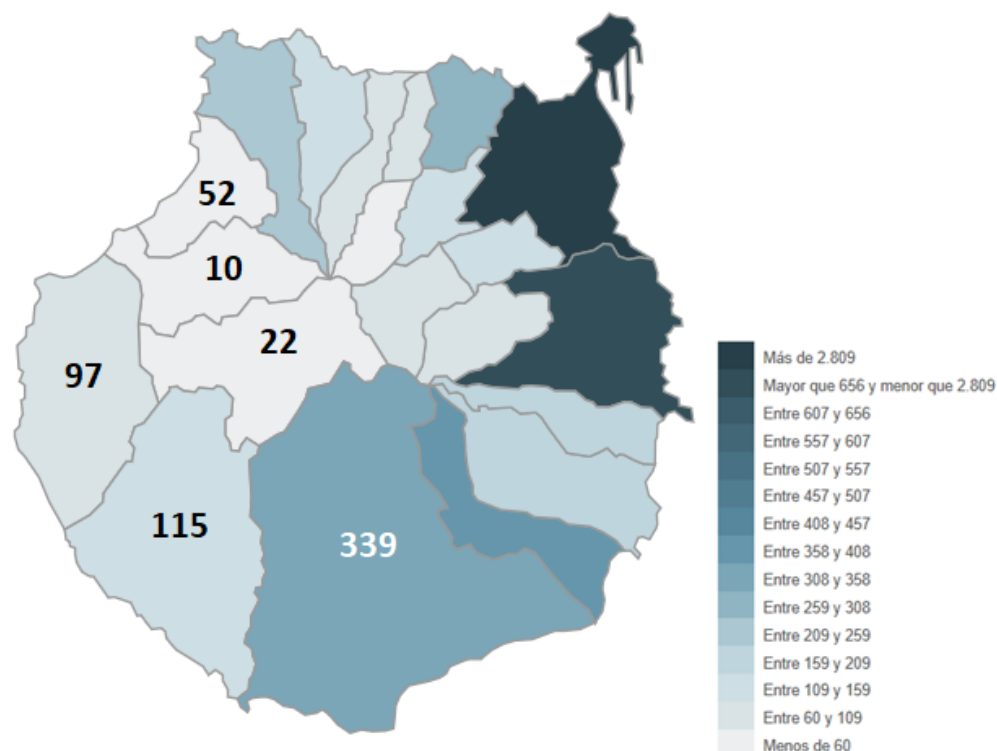 52
10
22
97
115
339
Más de 2.809
Mayor que 656 y menor que 2.809
Entre 607 y 656
Entre 557 y 607
Entre 507 y 557
Entre 457 y 507
Entre 408 y 457
Entre 358 y 408
Entre 308 y 358
Entre 259 y 308
Entre 209 y 259
Entre 159 y 209
Entre 109 y 159
Entre 60 y 109
Menos de 60